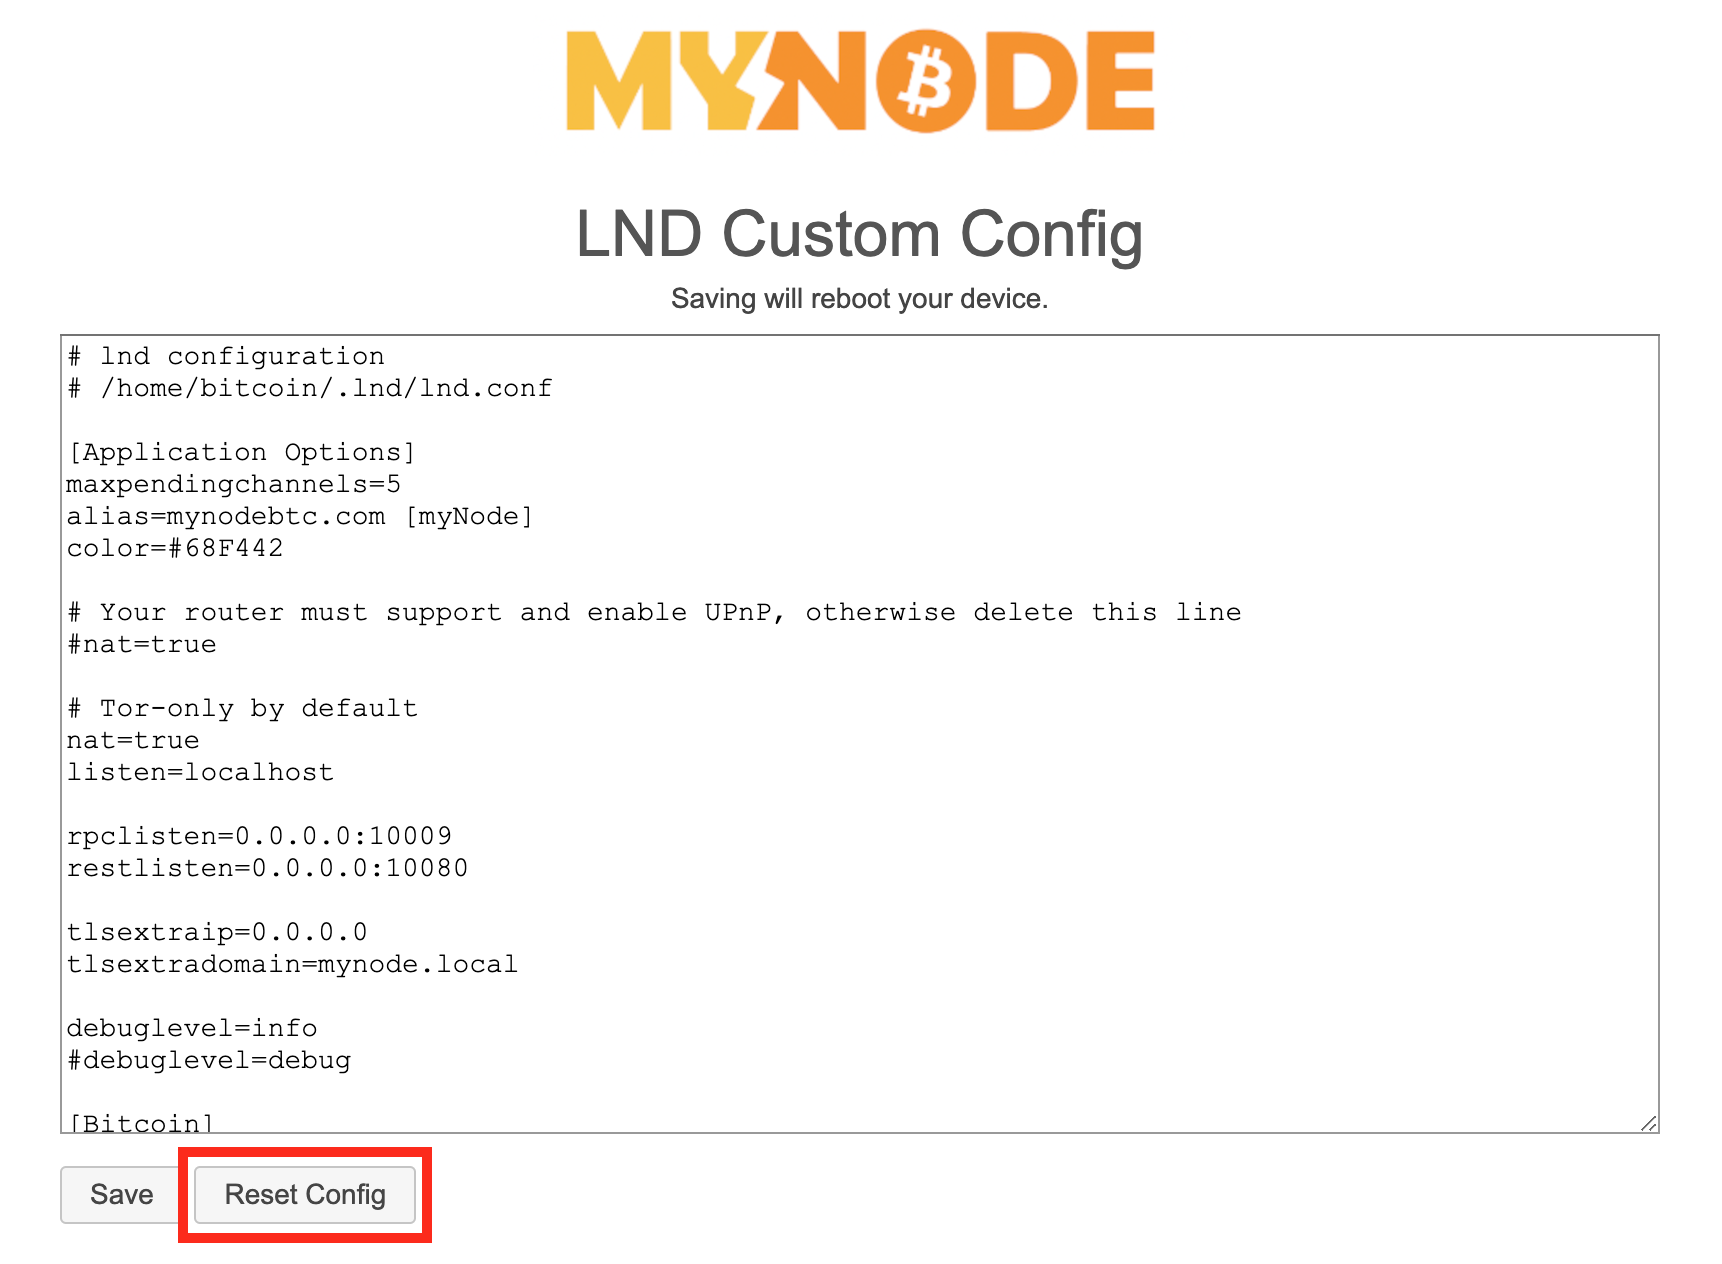 MYNODE
LND Custom Config
Saving will reboot your device.
# lnd configuration
# /home/bitcoin/.lnd/lnd.conf
[Application Options]
maxpendingchannels=5
alias=mynodebtc.com [myNode]
color=#68F442
# Your router must support and enable UPnP, otherwise delete this line
#nat=true
# Tor-only by default
nat=true
listen=localhost
rpclisten=0.0.0.0:10009
restlisten=0.0.0.0:10080
tlsextraip=0.0.0.0
tlsextradomain=mynode.local
debuglevel=info
#debuglevel=debug
[Bitcoin]
Save
Reset Config